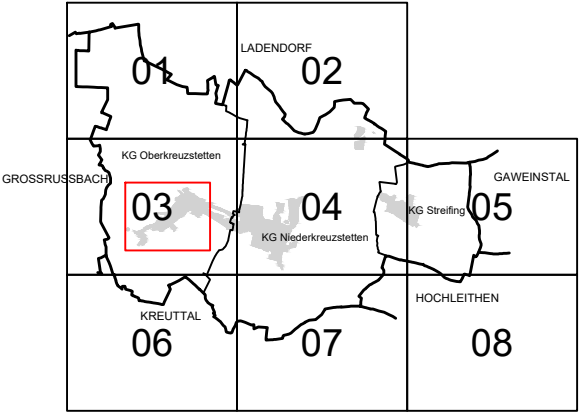 LADENDORF
01
02
KG Oberkreuzstetten
GROSSRUSSBACH
GAWEINSTAL
03
04
KG Streifing
05
KG Niederkreuzstetten
HOCHLEITHEN
KREUTTAL
06
07
08